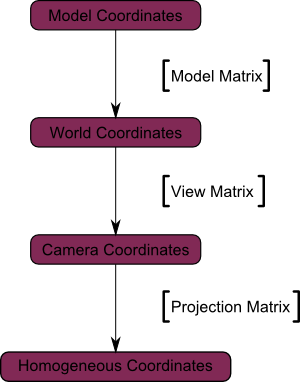 Model Coordinates
[Model Matrix]
World Coordinates
[View Matrix]
Camera Coordinates
[Projection Matrix]
Homogeneous Coordinates